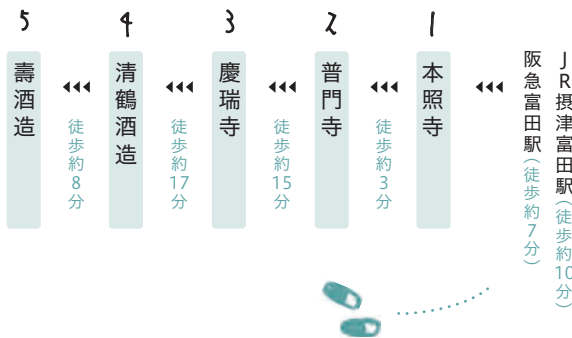 JR摂津富田駅（徒歩約10分）
阪急富田駅（徒歩約7分）
1
本照寺
徒歩約3分
2
普門寺
徒歩約15分
3
慶瑞寺
徒歩約17分
4
清鶴酒造
徒歩約8分
5
壽酒造